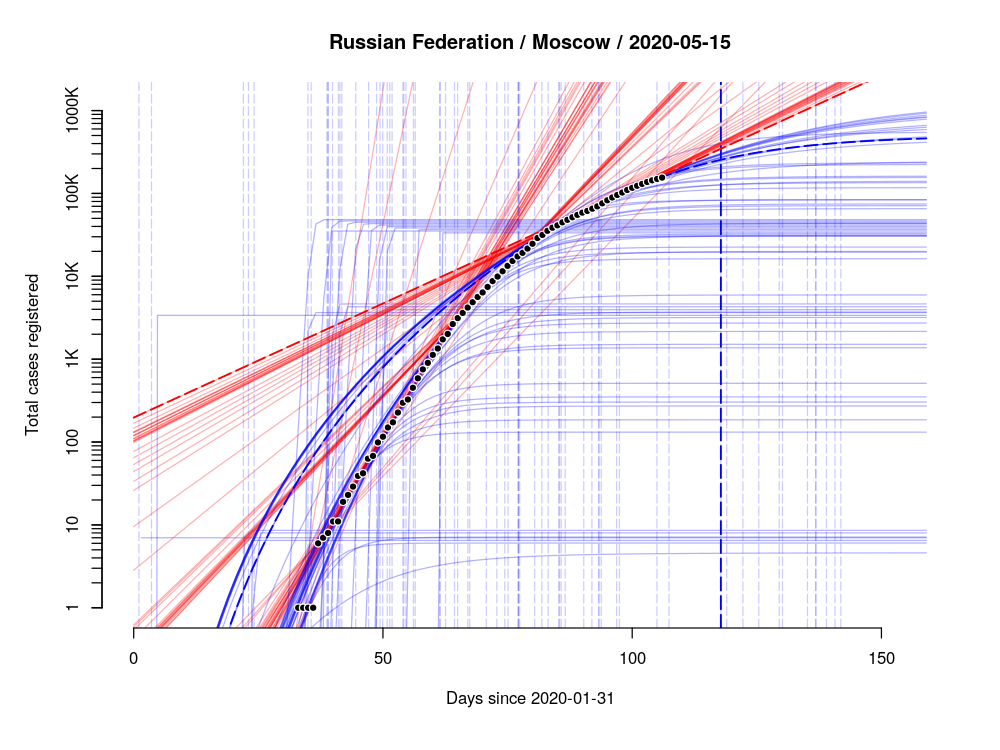 Russian Federation / Moscow / 2020-05-15
Total cases registered
1000K
100K
10K
1K
100
10
1
0 50 100 150
Days since 2020-01-31